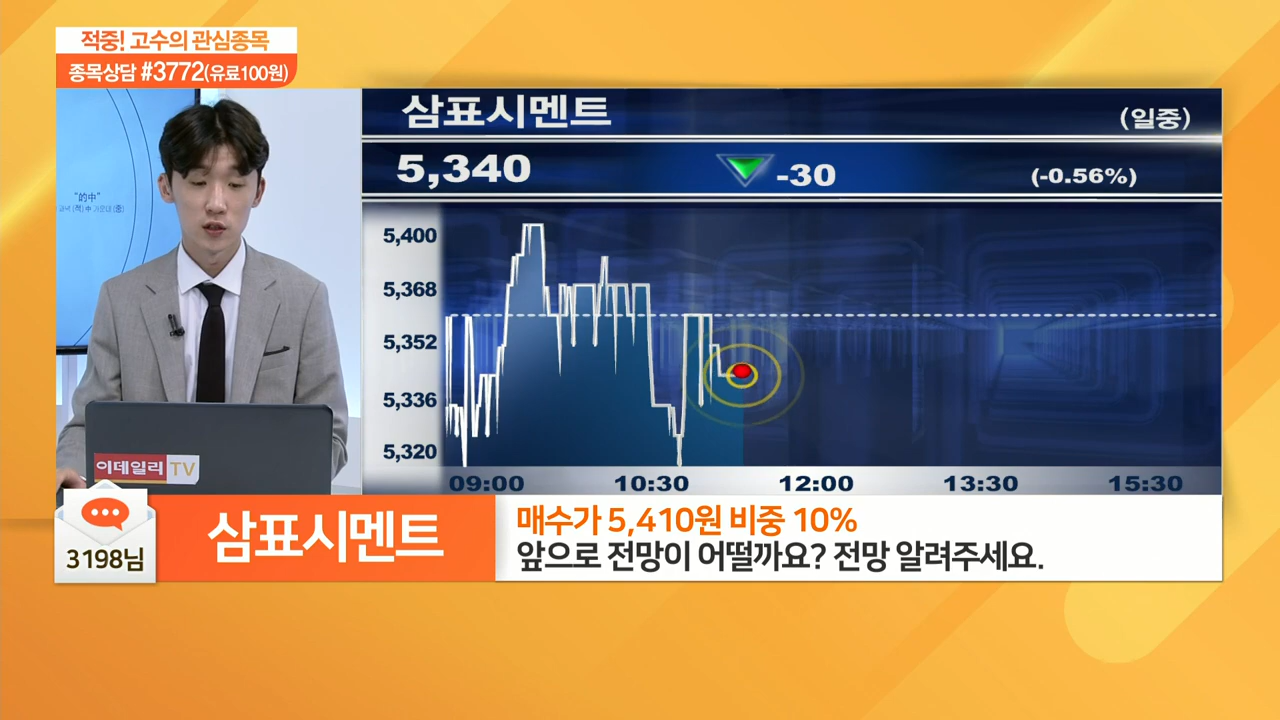 적중! 고수의 관심종목
종목상담 #3772(유료100원)
"的中"
삼표시멘트
(일중)
5,340
-30
(-0.56%)
5,400
5,368
5,352
5,336
5,320
09:00
10:30
12:00
13:30
15:30
이데일리TV
3198님
삼표시멘트
매수가 5,410원 비중 10%
앞으로 전망이 어떨까요? 전망 알려주세요.